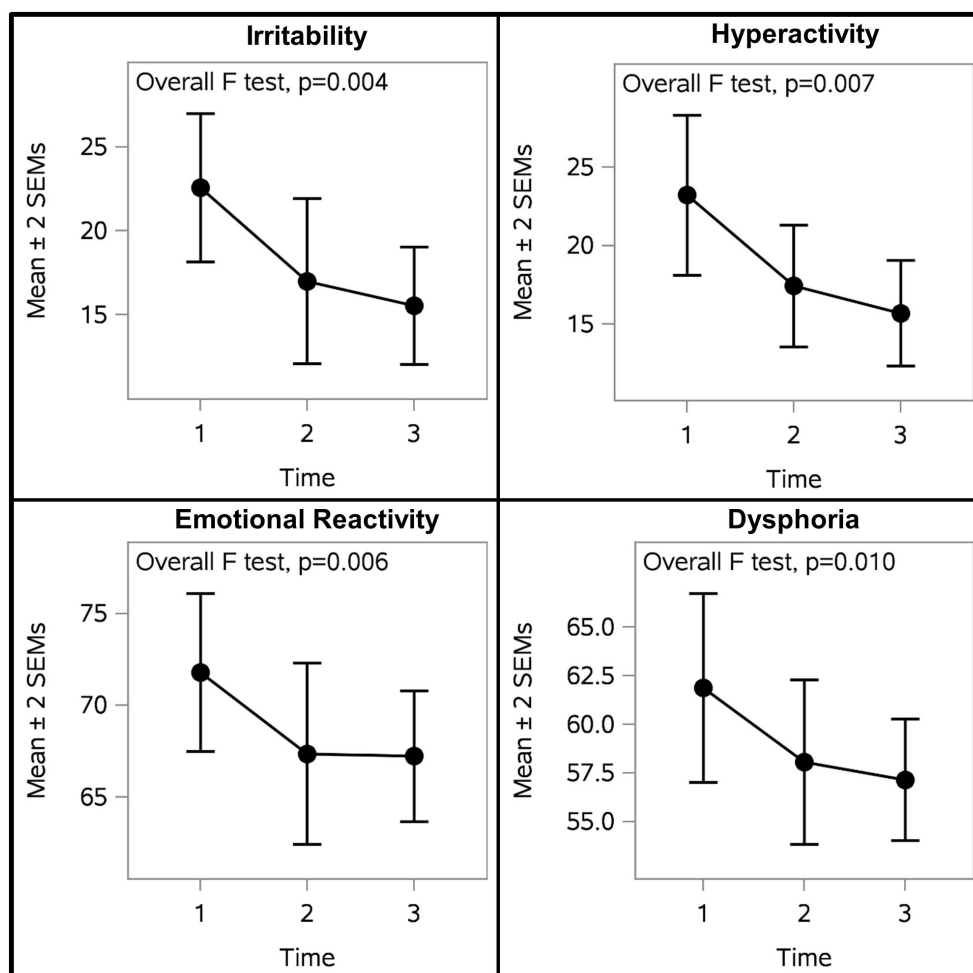 Irritability
Overall F test, p=0.004
Mean ± 2 SEMs
25
20
15
1 2 3
Time
Hyperactivity
Overall F test, p=0.007
Mean ± 2 SEMs
25
20
15
1 2 3
Time
Emotional Reactivity
Overall F test, p=0.006
Mean ± 2 SEMs
75
70
65
1 2 3
Time
Dysphoria
Overall F test, p=0.010
Mean ± 2 SEMs
65.0
62.5
60.0
57.5
55.0
1 2 3
Time